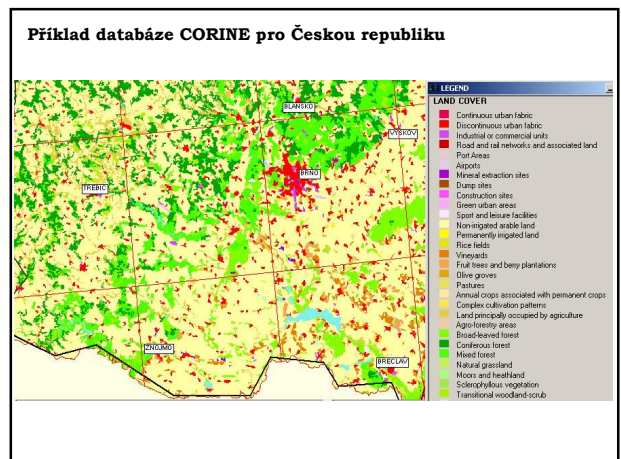 Příklad databáze CORINE pro Českou republiku
LEGEND
LAND COVER
Continuous urban fabric
Discontinuous urban fabric
Industrial or commercial units
Road and rail networks and associated land
Port Areas
Airports
Mineral extraction sites
Dump sites
Construction sites
Green urban areas
Sport and leisure facilities
Non-irrigated arable land
Permanently irrigated land
Rice fields
Vineyards
Fruit trees and berry plantations
Olive groves
Pastures
Annual crops associated with permanent crops
Complex cultivation patterns
Land principally occupied by agriculture
Agro-forestry areas
Broad-leaved forest
Coniferous forest
Mixed forest
Natural grassland
Moors and heathland
Sclerophyllous vegetation
Transitional woodland-scrub
BLANSKO
VYSKOV
BRNO
TREBIC
ZNOJMO
BRECLAV